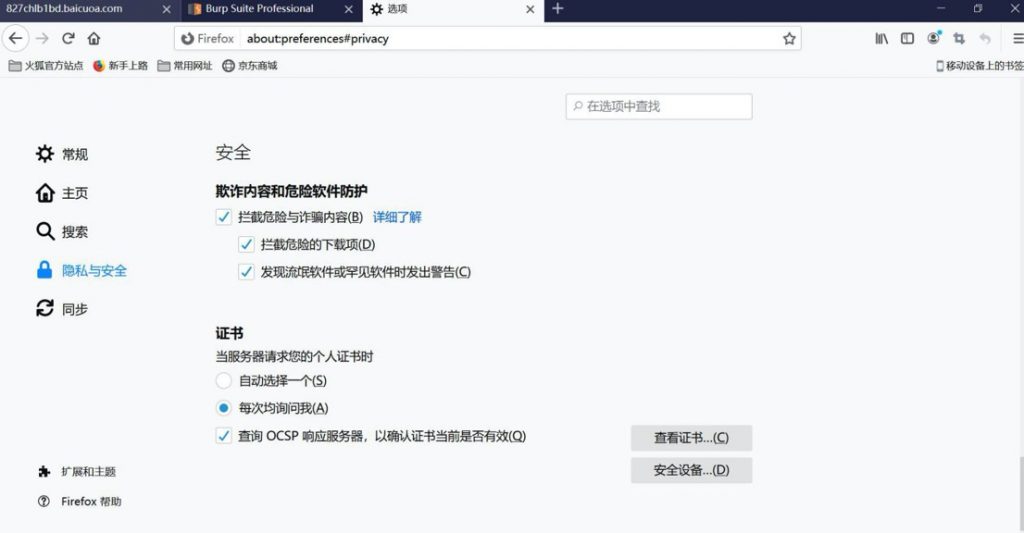 827chlb1bd.baicuoa.com
Burp Suite Professional
选项
Firefox about:preferences#privacy
火狐官方站点 新手上路 常用网址 京东商城 移动设备上的书签
在选项中查找
常规
主页
搜索
隐私与安全
同步
安全
欺诈内容和危险软件防护
拦截危险与诈骗内容(B) 详细了解
拦截危险的下载项(D)
发现流氓软件或罕见软件时发出警告(C)
证书
当服务器请求您的个人证书时
自动选择一个(S)
每次均询问我(A)
查询 OCSP 响应服务器，以确认证书当前是否有效(Q)
查看证书...(C)
安全设备...(D)
扩展和主题
Firefox 帮助